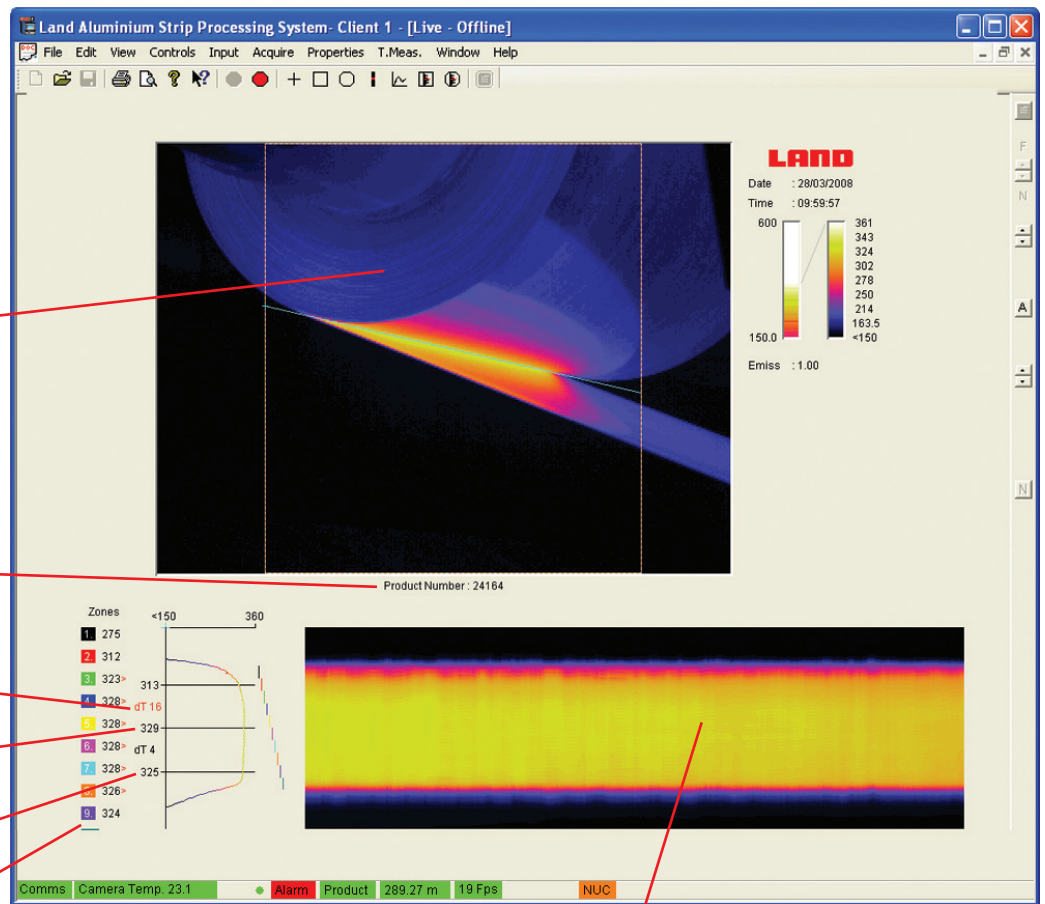 Land Aluminium Strip Processing System- Client 1 - [Live - Offline]
File Edit View Controls Input Acquire Properties T.Meas. Window Help
LAND
Date : 28/03/2008
Time : 09:59:57
600
150.0
361
343
324
302
278
250
214
163.5
<150
Emiss : 1.00
F
N
A
N
Product Number : 24164
Zones
1. 275
2. 312
3. 323>
4. 328>
5. 328>
6. 328>
7. 328>
8. 326>
9. 324
<150 360
313
dT 16
329
dT 4
325
Comms Camera Temp. 23.1 Alarm Product 289.27 m 19 Fps NUC